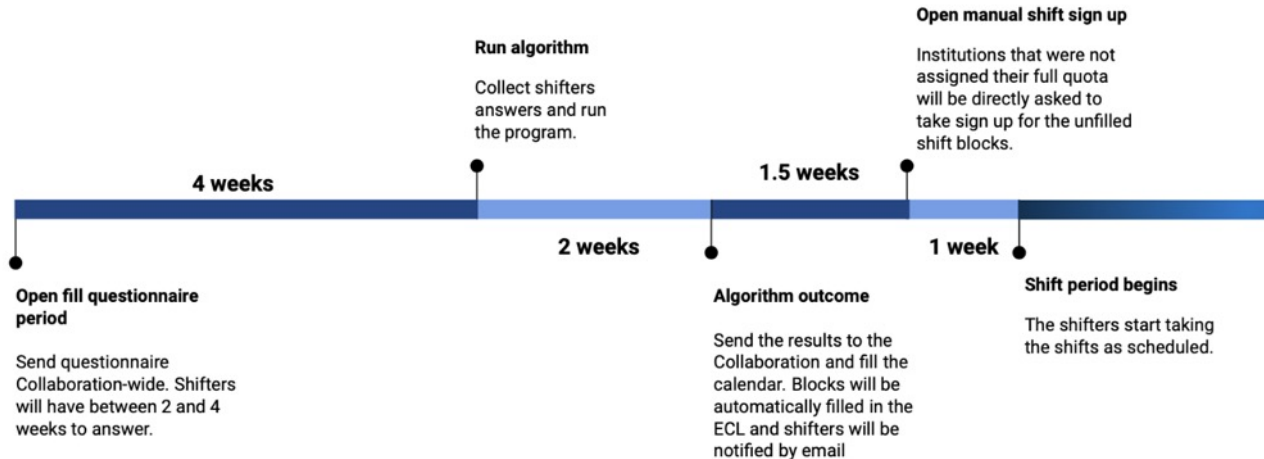 Open manual shift sign up
Institutions that were not
assigned their full quota
will be directly asked to
take sign up for the unfilled
shift blocks.
Run algorithm
Collect shifters
answers and run
the program.
4 weeks
1.5 weeks
2 weeks
1 week
Open fill questionnaire
period
Send questionnaire
Collaboration-wide. Shifters
will have between 2 and 4
weeks to answer.
Algorithm outcome
Send the results to the
Collaboration and fill the
calendar. Blocks will be
automatically filled in the
ECL and shifters will be
notified by email
Shift period begins
The shifters start taking
the shifts as scheduled.